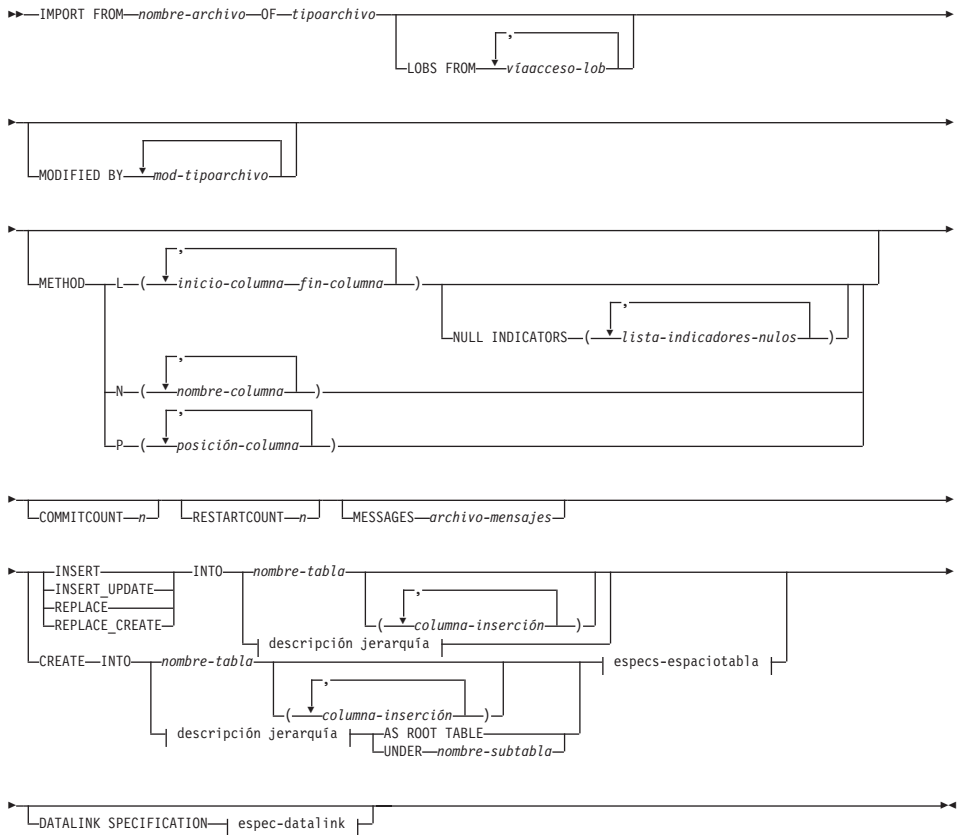 IMPORT FROM nombre-archivo OF tipoarchivo
,
LOBS FROM víaacceso-lob
MODIFIED BY mod-tipoarchivo
,
METHOD L ( inicio-columna fin-columna )
,
NULL INDICATORS ( lista-indicadores-nulos )
,
N ( nombre-columna )
,
P ( posición-columna )
COMMITCOUNT n RESTARTCOUNT n MESSAGES archivo-mensajes
INSERT INTO nombre-tabla
INSERT_UPDATE
,
REPLACE
REPLACE_CREATE
( columna-inserción )
descripción jerarquía
CREATE INTO nombre-tabla especs-espaciotabla
,
( columna-inserción )
descripción jerarquía AS ROOT TABLE
UNDER nombre-subtabla
DATALINK SPECIFICATION espec-datalink